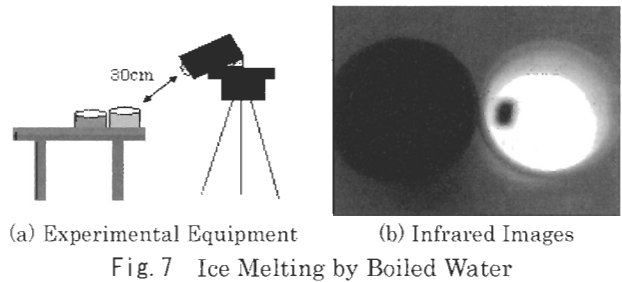 30cm
(a) Experimental Equipment
(b) Infrared Images
Fig. 7 Ice Melting by Boiled Water